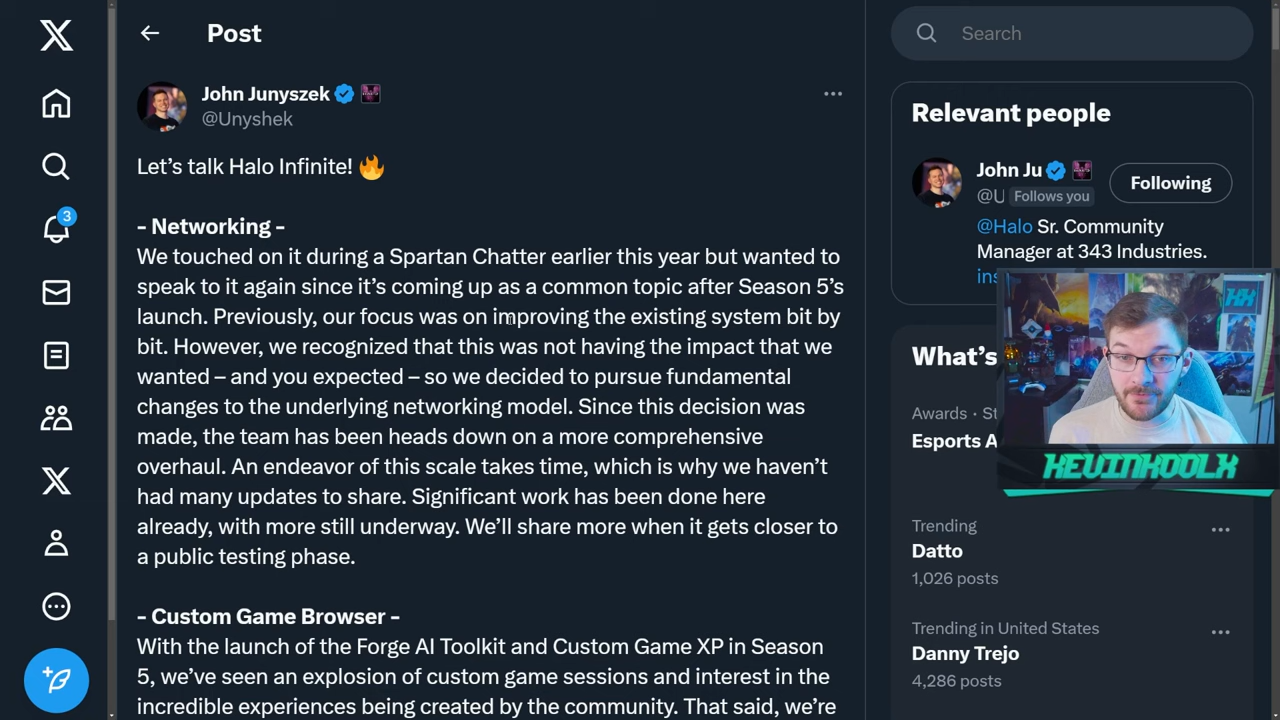 Post
John Junyszek
@Unyshek
Let's talk Halo Infinite! 🔥
- Networking -
We touched on it during a Spartan Chatter earlier this year but wanted to
speak to it again since it's coming up as a common topic after Season 5's
launch. Previously, our focus was on improving the existing system bit by
bit. However, we recognized that this was not having the impact that we
wanted – and you expected – so we decided to pursue fundamental
changes to the underlying networking model. Since this decision was
made, the team has been heads down on a more comprehensive
overhaul. An endeavor of this scale takes time, which is why we haven't
had many updates to share. Significant work has been done here
already, with more still underway. We'll share more when it gets closer to
a public testing phase.
- Custom Game Browser -
With the launch of the Forge AI Toolkit and Custom Game XP in Season
5, we've seen an explosion of custom game sessions and interest in the
incredible experiences being created by the community. That said, we're
3
Search
Relevant people
John Ju
@U Follows you
Following
@Halo Sr. Community
Manager at 343 Industries.
ins
What's
Awards · St
Esports A
KEVINKOOLX
Trending
Datto
1,026 posts
Trending in United States
Danny Trejo
4,286 posts